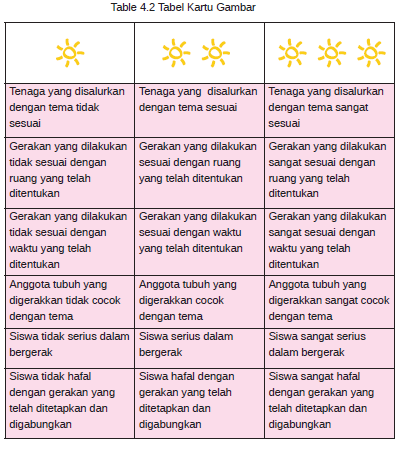 Table 4.2 Tabel Kartu Gambar
Tenaga yang disalurkan
dengan tema tidak
sesuai
Tenaga yang disalurkan
dengan tema sesuai
Tenaga yang disalurkan
dengan tema sangat
sesuai
Gerakan yang dilakukan
tidak sesuai dengan
ruang yang telah
ditentukan
Gerakan yang dilakukan
sesuai dengan ruang
yang telah ditentukan
Gerakan yang dilakukan
sangat sesuai dengan
ruang yang telah
ditentukan
Gerakan yang dilakukan
tidak sesuai dengan
waktu yang telah
ditentukan
Gerakan yang dilakukan
sesuai dengan waktu
yang telah ditentukan
Gerakan yang dilakukan
sangat sesuai dengan
waktu yang telah
ditentukan
Anggota tubuh yang
digerakkan tidak cocok
dengan tema
Anggota tubuh yang
digerakkan cocok
dengan tema
Anggota tubuh yang
digerakkan sangat cocok
dengan tema
Siswa tidak serius dalam
bergerak
Siswa serius dalam
bergerak
Siswa sangat serius
dalam bergerak
Siswa tidak hafal
dengan gerakan yang
telah ditetapkan dan
digabungkan
Siswa hafal dengan
gerakan yang telah
ditetapkan dan
digabungkan
Siswa sangat hafal
dengan gerakan yang
telah ditetapkan dan
digabungkan